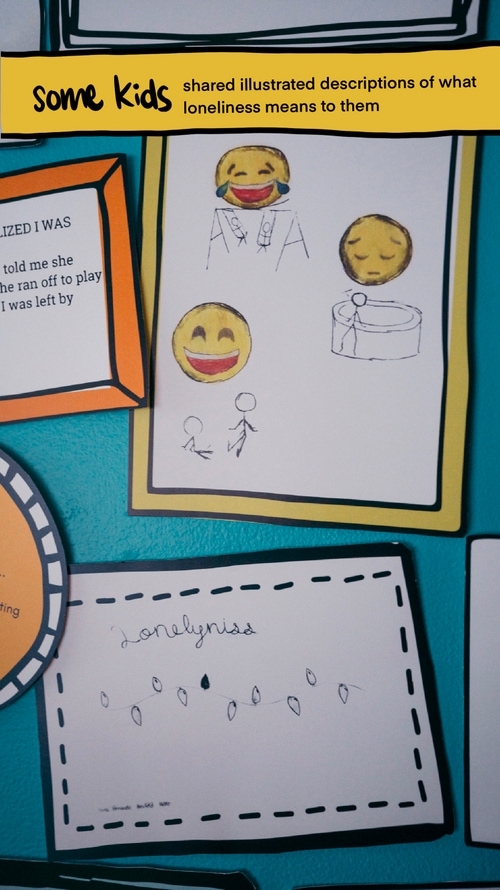 some kids
shared illustrated descriptions of what
loneliness means to them
LIZED I WAS
told me she
he ran off to play
I was left by
ting
Lonelyniss